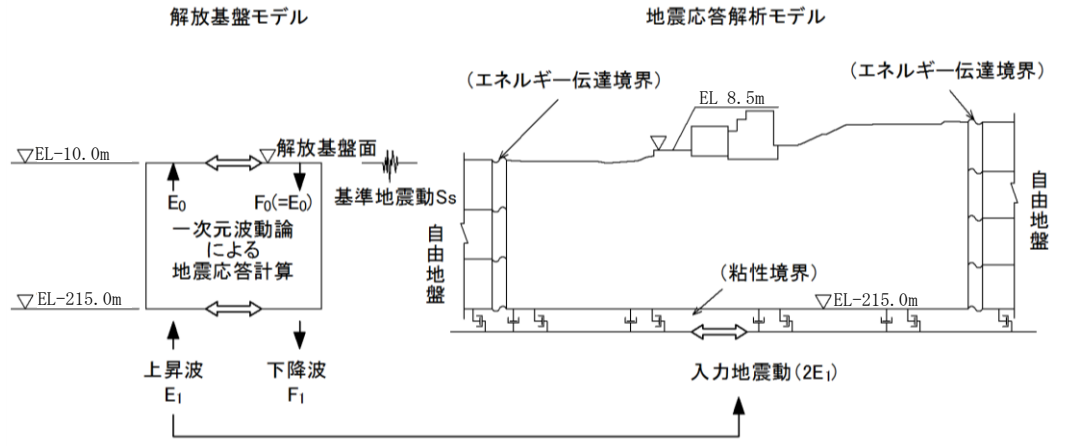 解放基盤モデル
地震応答解析モデル
(エネルギー伝達境界)
(エネルギー伝達境界)
EL 8.5m
EL-10.0m
解放基盤面
E0
F0(=E0)
基準地震動Ss
一次元波動論
による
地震応答計算
自由地盤
自由地盤
(粘性境界)
EL-215.0m
EL-215.0m
上昇波
E1
下降波
F1
入力地震動(2E1)